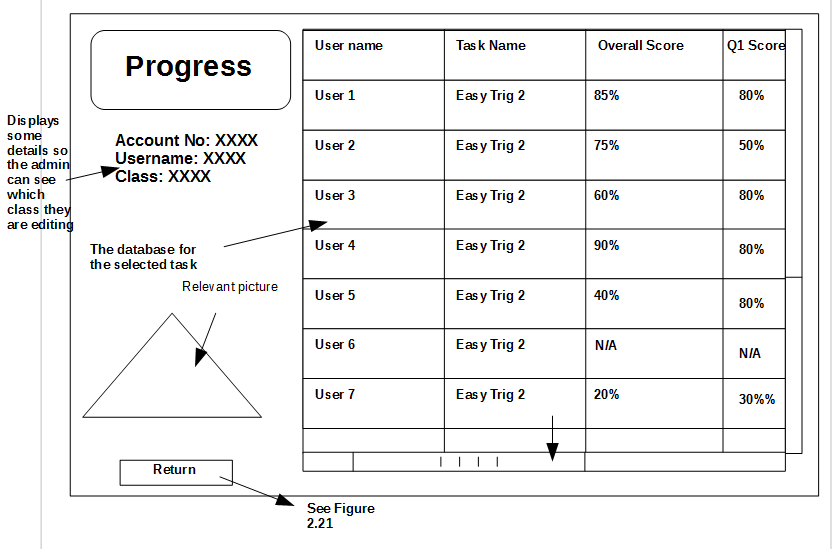 Progress
Displays
some
details so
the admin
can see
which
class they
are editing
Account No: XXXX
Username: XXXX
Class: XXXX
The database for
the selected task
Relevant picture
Return
See Figure
2.21
User name Task Name Overall Score Q1 Score
User 1 Easy Trig 2 85% 80%
User 2 Easy Trig 2 75% 50%
User 3 Easy Trig 2 60% 80%
User 4 Easy Trig 2 90% 80%
User 5 Easy Trig 2 40% 80%
User 6 Easy Trig 2 N/A N/A
User 7 Easy Trig 2 20% 30%%